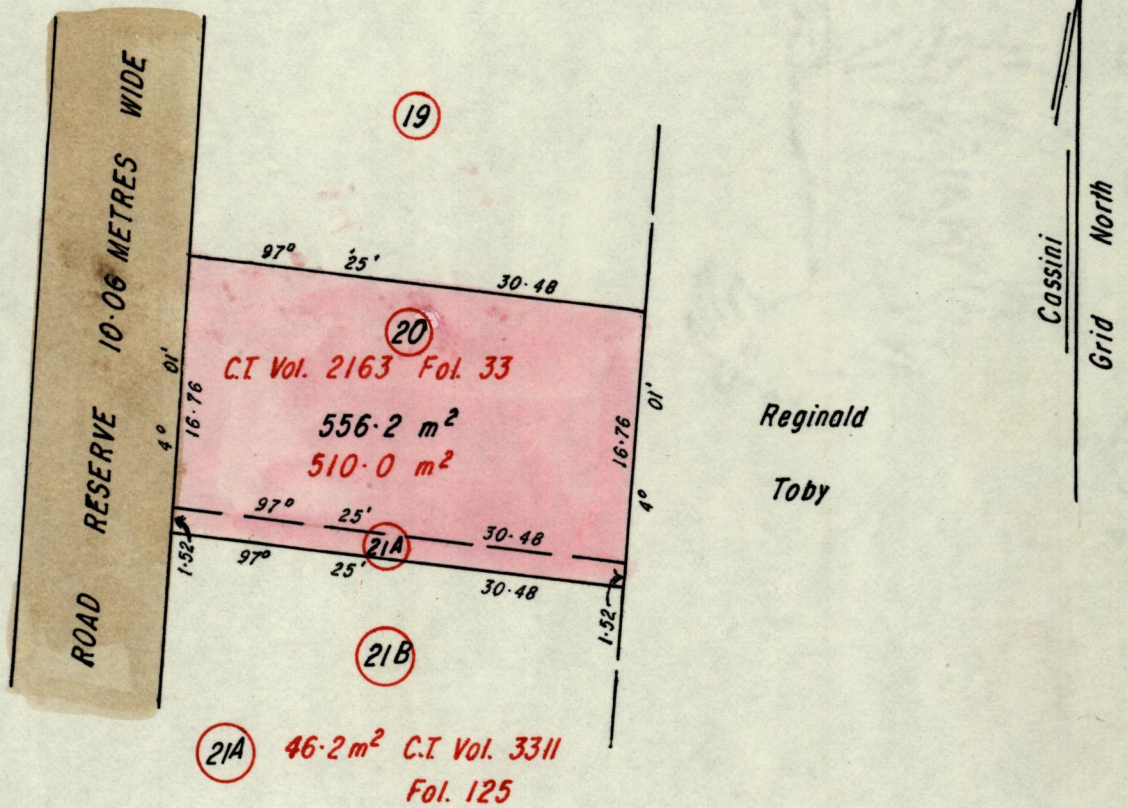 ROAD RESERVE 10·06 METRES WIDE
19
Cassini
Grid North
97° 25' 30·48
20
C.T. Vol. 2163 Fol. 33
556·2 m²
510·0 m²
4° 01'
16·76
4° 01'
16·76
Reginald
Toby
97° 25' 30·48
21A
1·52
97° 25' 30·48
1·52
21B
21A 46·2m² C.T. Vol. 3311
Fol. 125